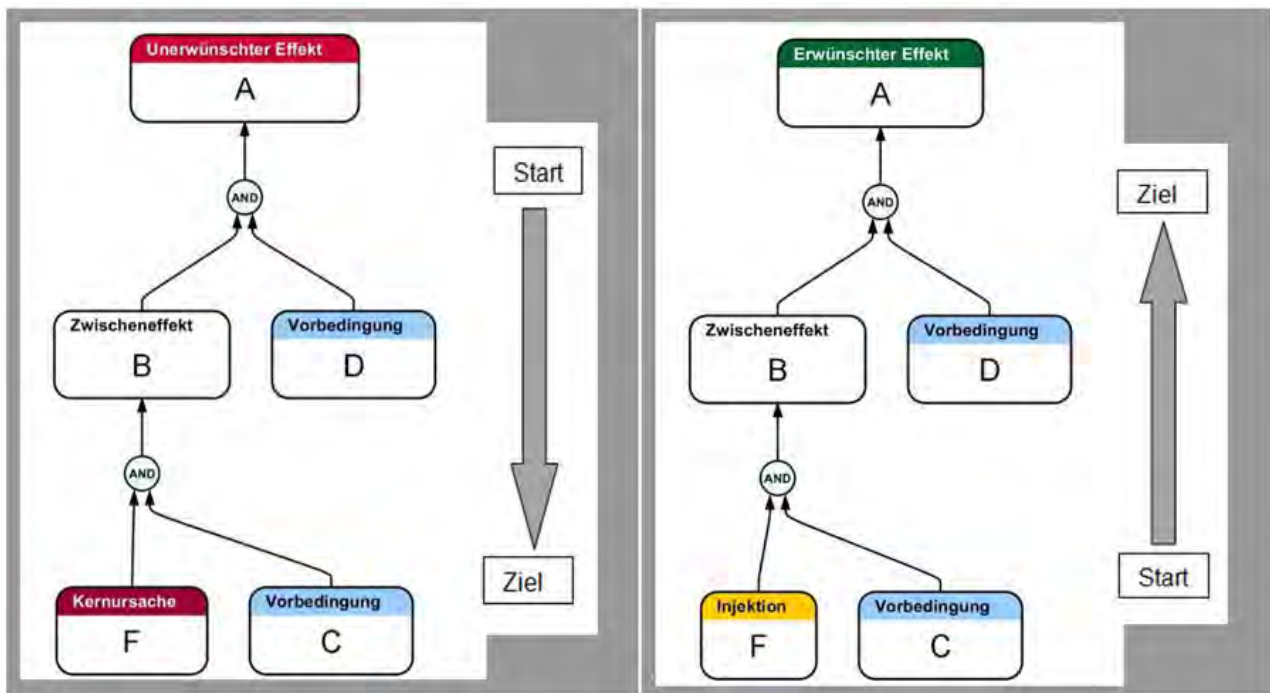 Unerwünschter Effekt
A
AND
Start
Zwischeneffekt
B
Vorbedingung
D
AND
Ziel
Kernursache
F
Vorbedingung
C
Erwünschter Effekt
A
AND
Ziel
Zwischeneffekt
B
Vorbedingung
D
AND
Start
Injektion
F
Vorbedingung
C